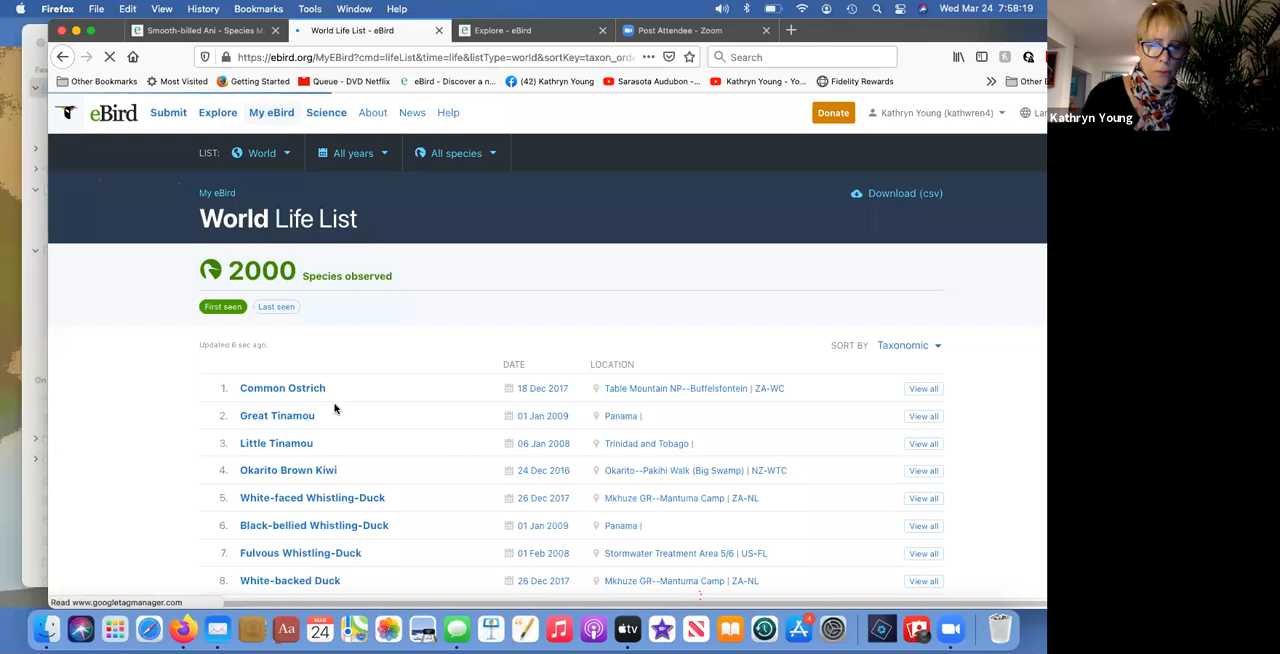 Firefox File Edit View History Bookmarks Tools Window Help Wed Mar 24 7:58:19
Smooth-billed Ani - Species M World Life List - eBird Explore - eBird Post Attendee - Zoom
https://ebird.org/MyEBird?cmd=lifeList&time=life&listType=world&sortKey=taxon_orde Search
Other Bookmarks Most Visited Getting Started Queue - DVD Netflix eBird - Discover a n... (42) Kathryn Young Sarasota Audubon -... Kathryn Young - Yo... Fidelity Rewards Other B
eBird Submit Explore My eBird Science About News Help Donate Kathryn Young (kathwren4) Lan
Kathryn Young
LIST: World All years All species
My eBird
Download (csv)
World Life List
2000 Species observed
First seen Last seen
Updated 6 sec ago.
SORT BY Taxonomic
DATE LOCATION
1. Common Ostrich 18 Dec 2017 Table Mountain NP--Buffelsfontein | ZA-WC View all
2. Great Tinamou 01 Jan 2009 Panama | View all
3. Little Tinamou 06 Jan 2008 Trinidad and Tobago | View all
4. Okarito Brown Kiwi 24 Dec 2016 Okarito--Pakihi Walk (Big Swamp) | NZ-WTC View all
5. White-faced Whistling-Duck 26 Dec 2017 Mkhuze GR--Mantuma Camp | ZA-NL View all
6. Black-bellied Whistling-Duck 01 Jan 2009 Panama | View all
7. Fulvous Whistling-Duck 01 Feb 2008 Stormwater Treatment Area 5/6 | US-FL View all
8. White-backed Duck 26 Dec 2017 Mkhuze GR--Mantuma Camp | ZA-NL View all
Read www.googletagmanager.com
Aa MAR 24 tv 4